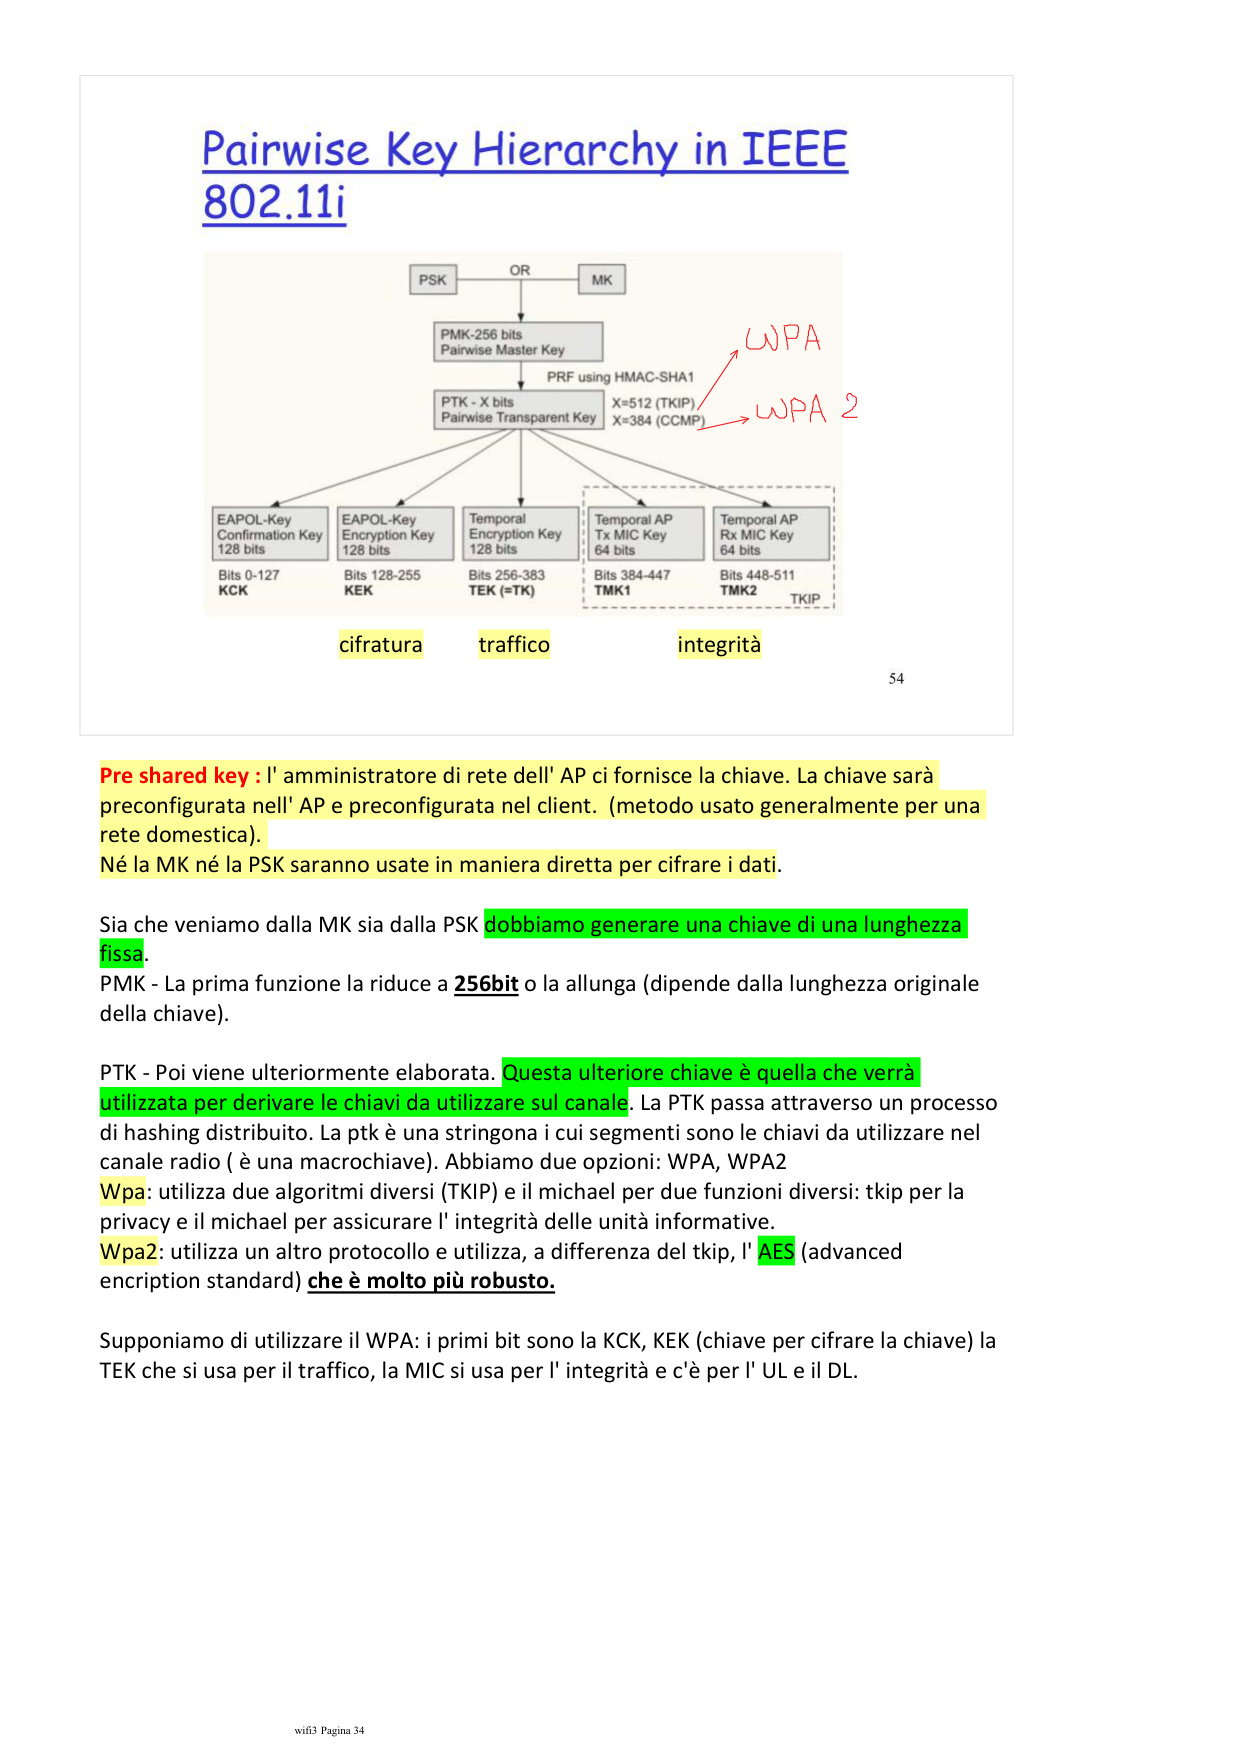 Pairwise Key Hierarchy in IEEE
802.11i
PSK
OR
MK
PMK-256 bits
Pairwise Master Key
WPA
PRF using HMAC-SHA1
PTK - X bits
Pairwise Transparent Key
X=512 (TKIP)
X=384 (CCMP)
WPA 2
EAPOL-Key
Confirmation Key
128 bits
EAPOL-Key
Encryption Key
128 bits
Temporal
Encryption Key
128 bits
Temporal AP
Tx MIC Key
64 bits
Temporal AP
Rx MIC Key
64 bits
Bits 0-127
KCK
Bits 128-255
KEK
Bits 256-383
TEK (=TK)
Bits 384-447
TMK1
Bits 448-511
TMK2
TKIP
cifratura
traffico
integrità
54
Pre shared key : l' amministratore di rete dell' AP ci fornisce la chiave. La chiave sarà
preconfigurata nell' AP e preconfigurata nel client.  (metodo usato generalmente per una
rete domestica).
Né la MK né la PSK saranno usate in maniera diretta per cifrare i dati.
Sia che veniamo dalla MK sia dalla PSK dobbiamo generare una chiave di una lunghezza
fissa.
PMK - La prima funzione la riduce a 256bit o la allunga (dipende dalla lunghezza originale
della chiave).
PTK - Poi viene ulteriormente elaborata. Questa ulteriore chiave è quella che verrà
utilizzata per derivare le chiavi da utilizzare sul canale. La PTK passa attraverso un processo
di hashing distribuito. La ptk è una stringona i cui segmenti sono le chiavi da utilizzare nel
canale radio ( è una macrochiave). Abbiamo due opzioni: WPA, WPA2
Wpa: utilizza due algoritmi diversi (TKIP) e il michael per due funzioni diversi: tkip per la
privacy e il michael per assicurare l' integrità delle unità informative.
Wpa2: utilizza un altro protocollo e utilizza, a differenza del tkip, l' AES (advanced
encription standard) che è molto più robusto.
Supponiamo di utilizzare il WPA: i primi bit sono la KCK, KEK (chiave per cifrare la chiave) la
TEK che si usa per il traffico, la MIC si usa per l' integrità e c'è per l' UL e il DL.
wifi3 Pagina 34